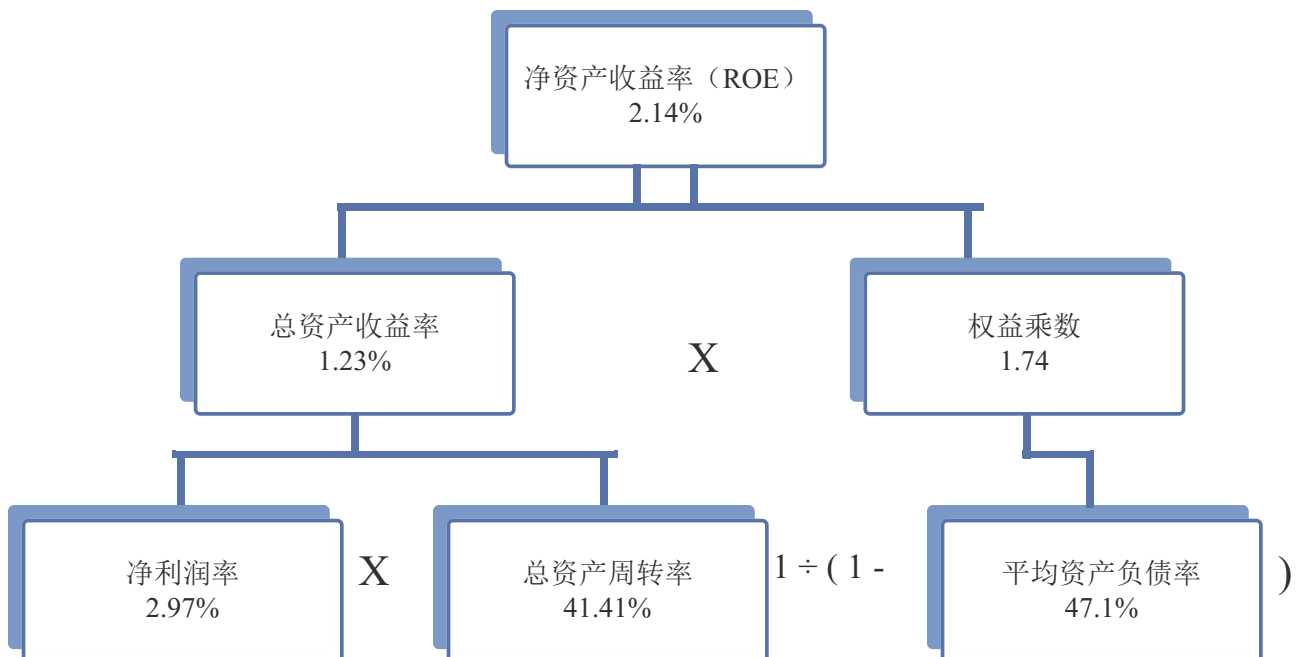 净资产收益率（ROE）
2.14%
总资产收益率
1.23%
X
权益乘数
1.74
净利润率
2.97%
X
总资产周转率
41.41%
1 ÷ ( 1 -
平均资产负债率
47.1%
)